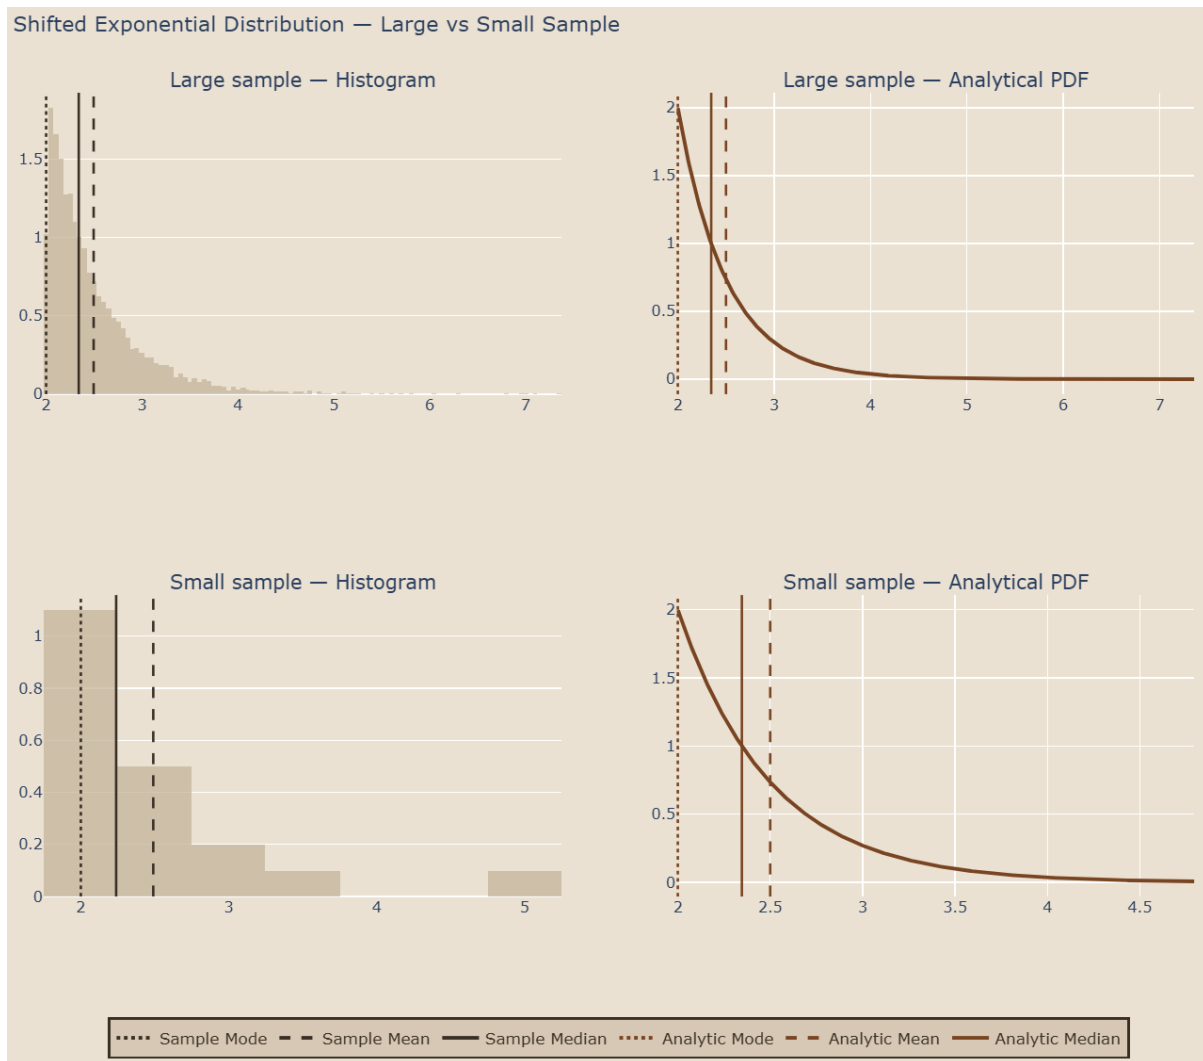 Shifted Exponential Distribution — Large vs Small Sample
Large sample — Histogram
1.5
1
0.5
0
2 3 4 5 6 7
Large sample — Analytical PDF
2
1.5
1
0.5
0
2 3 4 5 6 7
Small sample — Histogram
1
0.8
0.6
0.4
0.2
0
2 3 4 5
Small sample — Analytical PDF
2
1.5
1
0.5
0
2 2.5 3 3.5 4 4.5
Sample Mode Sample Mean Sample Median Analytic Mode Analytic Mean Analytic Median